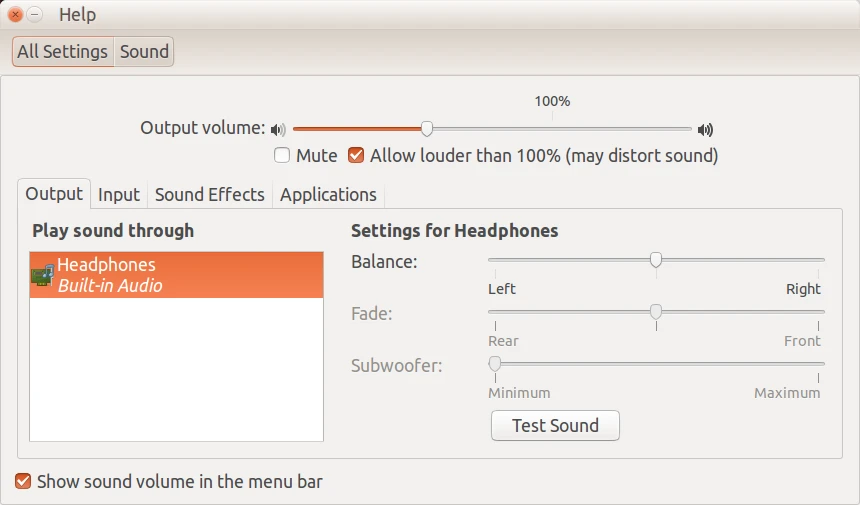 Help
All Settings Sound
100%
Output volume:
Mute Allow louder than 100% (may distort sound)
Output Input Sound Effects Applications
Play sound through
Headphones
Built-in Audio
Settings for Headphones
Balance:
Left Right
Fade:
Rear Front
Subwoofer:
Minimum Maximum
Test Sound
Show sound volume in the menu bar